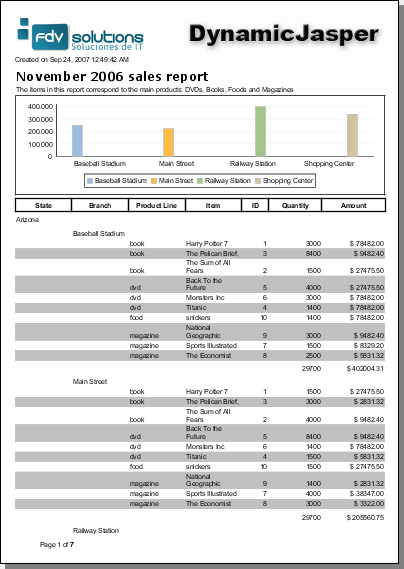 fdv solutions
Soluciones de IT
DynamicJasper
Created on Sep 24, 2007 12:49:42 AM
November 2006 sales report
The items in this report correspond to the main products: DVDs, Books, Foods and Magazines
400.000
300.000
200.000
100.000
0
Baseball Stadium Main Street Railway Station Shopping Center
Baseball Stadium Main Street Railway Station Shopping Center
State Branch Product Line Item ID Quantity Amount
Arizona
Baseball Stadium
book Harry Potter 7 1 3000 $ 78482.00
book The Pelican Brief, 3 8400 $ 9482.40
The Sum of All
book Fears 2 1500 $ 27475.50
Back To the
dvd Future 5 4000 $ 27475.50
dvd Monsters Inc 6 3000 $ 78482.00
dvd Titanic 4 1400 $ 78482.00
food snickers 10 1400 $ 78482.00
National
magazine Geographic 9 3000 $ 9482.40
magazine Sports Illustrated 7 1500 $ 8329.20
magazine The Economist 8 2500 $ 5831.32
29700 $ 402004.31
Main Street
book Harry Potter 7 1 1500 $ 27475.50
book The Pelican Brief, 3 3000 $ 2831.32
The Sum of All
book Fears 2 4000 $ 9482.40
Back To the
dvd Future 5 8400 $ 9482.40
dvd Monsters Inc 6 1400 $ 78482.00
dvd Titanic 4 1500 $ 5831.32
food snickers 10 1500 $ 27475.50
National
magazine Geographic 9 1400 $ 2831.32
magazine Sports Illustrated 7 4000 $ 38347.00
magazine The Economist 8 3000 $ 3322.00
29700 $ 205560.75
Railway Station
Page 1 of 7